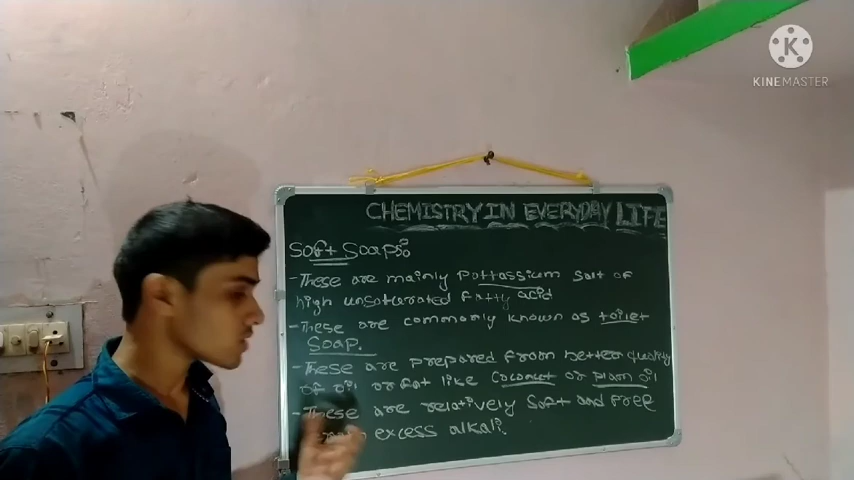 KINEMASTER
CHEMISTRY IN EVERYDAY LIFE
Soft Soaps:
- These are mainly Pottassium salt of
high unsaturated fatty acid
- These are commonly known as toilet
Soap.
- These are prepared from better quality
of oil or fat like Coconut or plam oil
- These are relatively soft and free
excess alkali